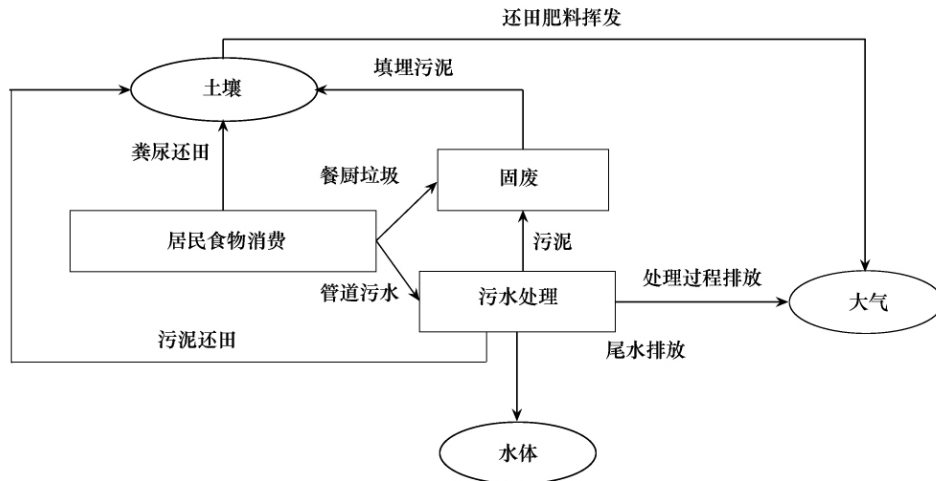 还田肥料挥发
土壤
填埋污泥
粪尿还田
餐厨垃圾
固废
居民食物消费
污泥
管道污水
污水处理
处理过程排放
大气
污泥还田
尾水排放
水体